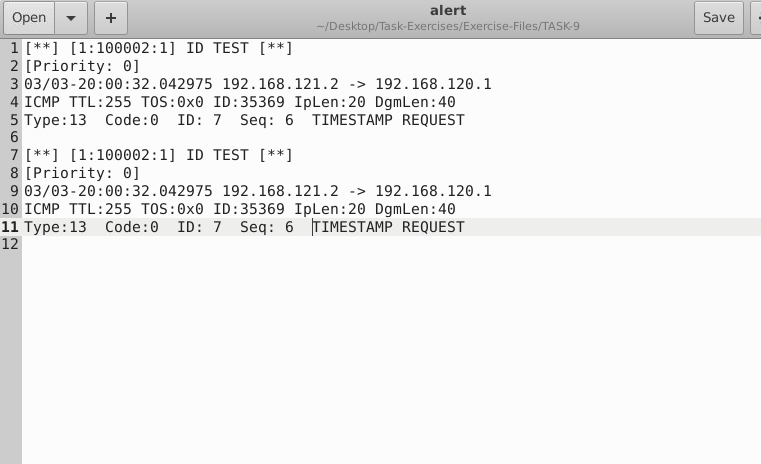 Open
+
alert
~/Desktop/Task-Exercises/Exercise-Files/TASK-9
Save
1 [**] [1:100002:1] ID TEST [**]
2 [Priority: 0]
3 03/03-20:00:32.042975 192.168.121.2 -> 192.168.120.1
4 ICMP TTL:255 TOS:0x0 ID:35369 IpLen:20 DgmLen:40
5 Type:13  Code:0  ID: 7  Seq: 6  TIMESTAMP REQUEST
6
7 [**] [1:100002:1] ID TEST [**]
8 [Priority: 0]
9 03/03-20:00:32.042975 192.168.121.2 -> 192.168.120.1
10 ICMP TTL:255 TOS:0x0 ID:35369 IpLen:20 DgmLen:40
11 Type:13  Code:0  ID: 7  Seq: 6  TIMESTAMP REQUEST
12